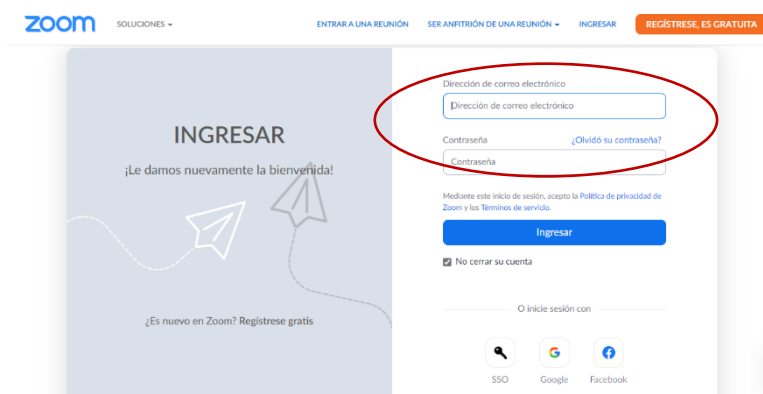 zoom
SOLUCIONES
ENTRAR A UNA REUNIÓN
SER ANFITRIÓN DE UNA REUNIÓN
INGRESAR
REGÍSTRESE, ES GRATUITA
INGRESAR
¡Le damos nuevamente la bienvenida!
¿Es nuevo en Zoom? Regístrese gratis
Dirección de correo electrónico
Dirección de correo electrónico
Contraseña
¿Olvidó su contraseña?
Contraseña
Mediante este inicio de sesión, acepto la Política de privacidad de
Zoom y los Términos de servicio.
Ingresar
No cerrar su cuenta
O inicie sesión con
SSO
Google
Facebook